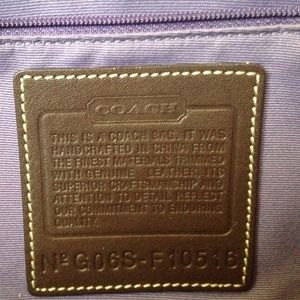 COACH
THIS IS A COACH BAG. IT WAS
HANDCRAFTED IN CHINA FROM
THE FINEST MATERIALS TRIMMED
WITH GENUINE LEATHER, ITS
SUPERIOR CRAFTSMANSHIP AND
ATTENTION TO DETAIL REFLECT
OUR COMMITMENT TO ENDURING
QUALITY.
Nº G06S-F10516